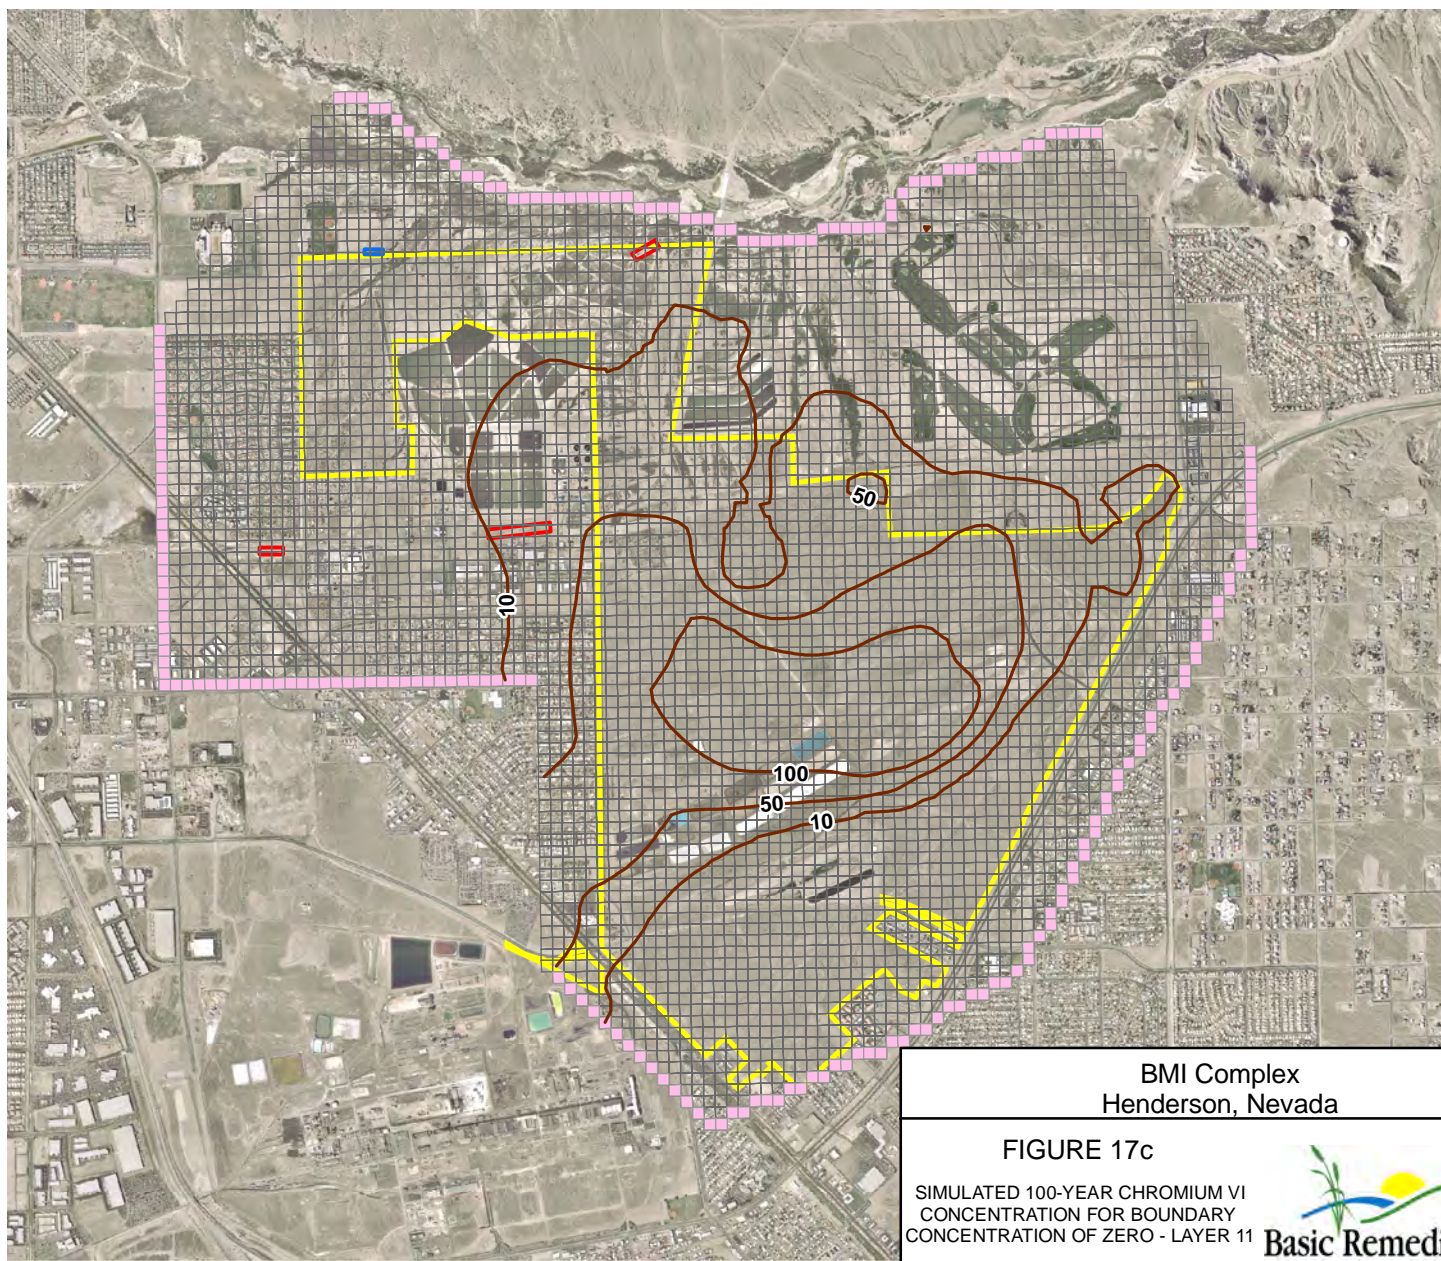 50
10
100
50
10
BMI Complex
Henderson, Nevada
FIGURE 17c
SIMULATED 100-YEAR CHROMIUM VI
CONCENTRATION FOR BOUNDARY
CONCENTRATION OF ZERO - LAYER 11
Basic Remedi